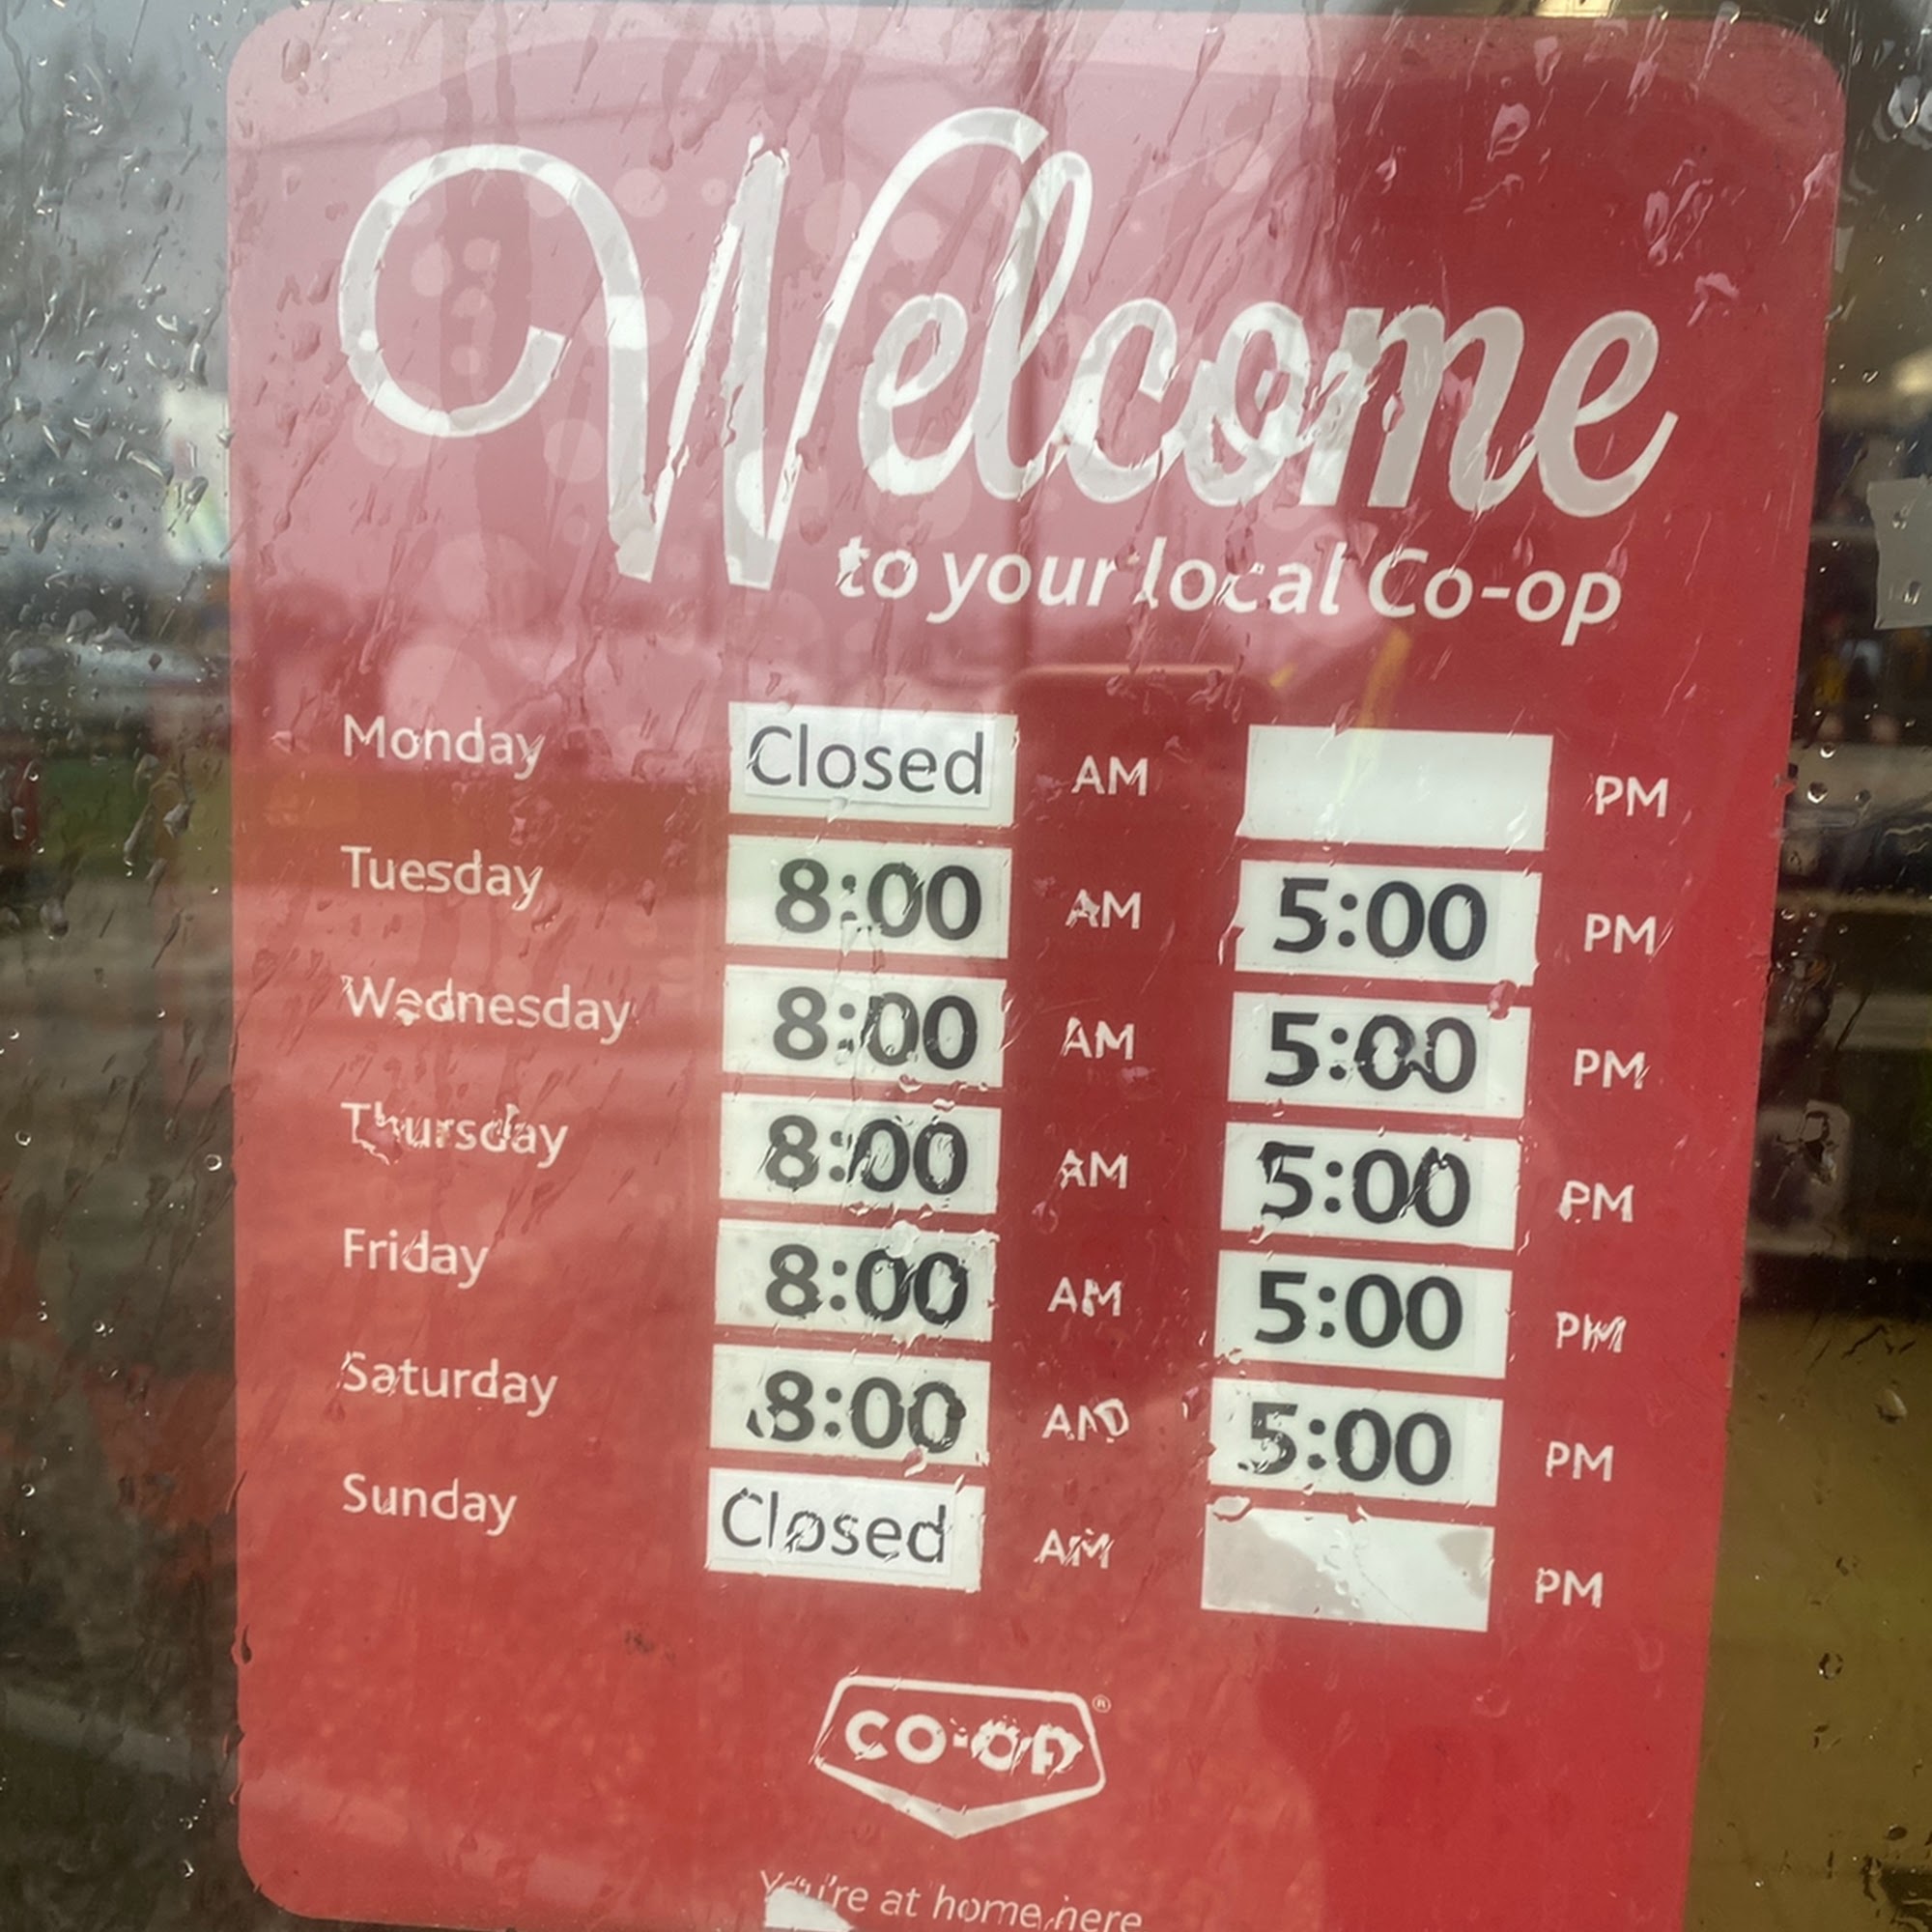 Welcome
to your local Co-op
Monday Closed AM PM
Tuesday 8:00 AM 5:00 PM
Wednesday 8:00 AM 5:00 PM
Thursday 8:00 AM 5:00 PM
Friday 8:00 AM 5:00 PM
Saturday 8:00 AM 5:00 PM
Sunday Closed AM PM
CO-OP®
You're at home here